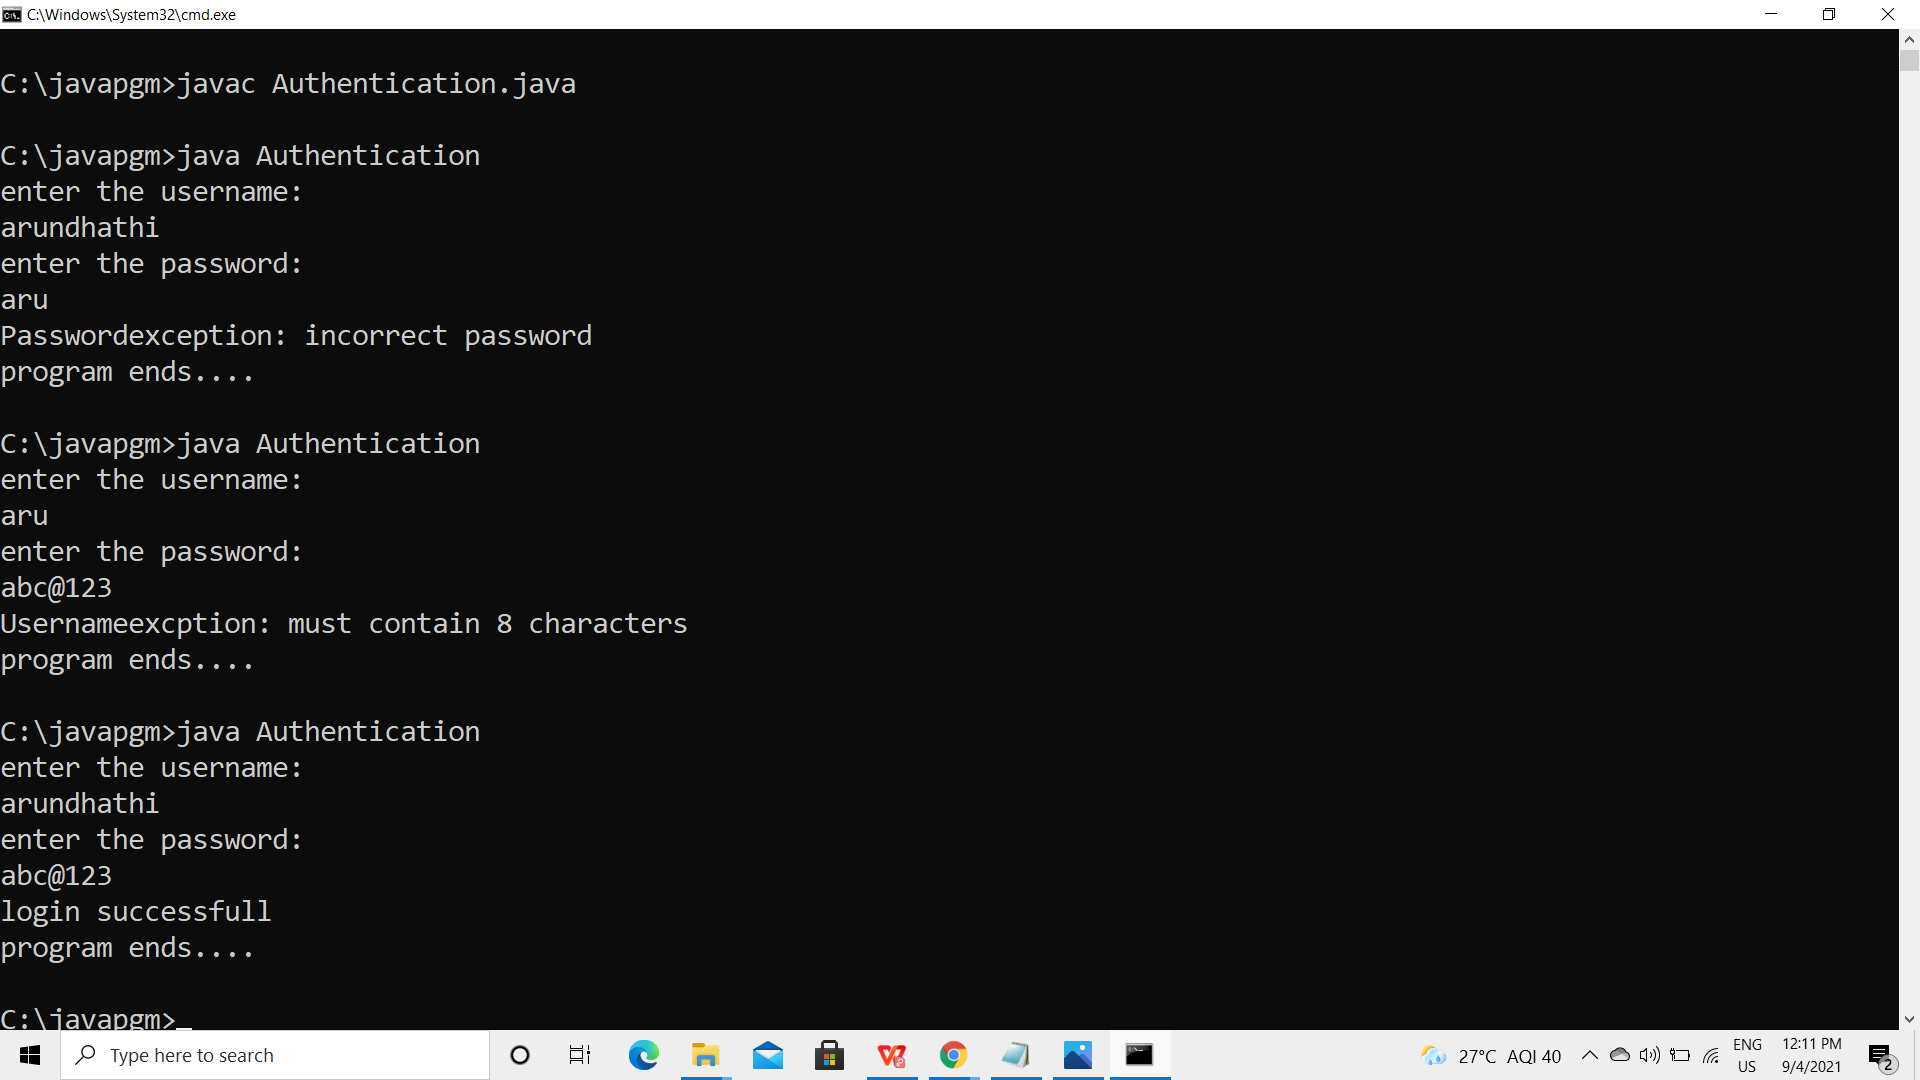 C:\Windows\System32\cmd.exe
C:\javapgm>javac Authentication.java
C:\javapgm>java Authentication
enter the username:
arundhathi
enter the password:
aru
Passwordexception: incorrect password
program ends....
C:\javapgm>java Authentication
enter the username:
aru
enter the password:
abc@123
Usernameexcption: must contain 8 characters
program ends....
C:\javapgm>java Authentication
enter the username:
arundhathi
enter the password:
abc@123
login successfull
program ends....
C:\javapgm>_
Type here to search
27°C AQI 40
ENG
US
12:11 PM
9/4/2021
2